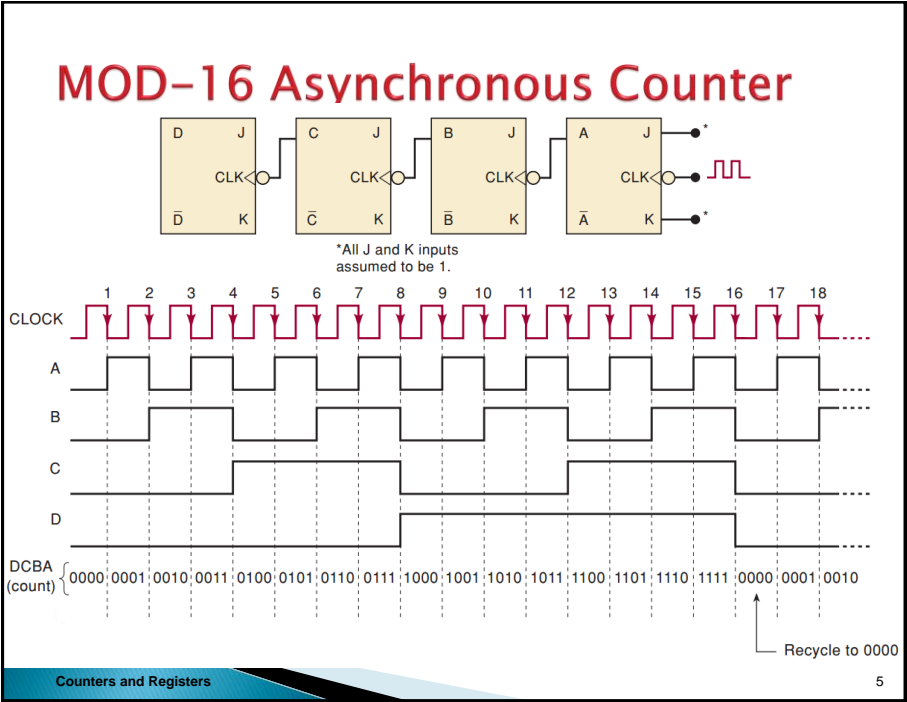 MOD-16 Asynchronous Counter
D J C J B J A J *
CLK CLK CLK CLK
D̅ K C̅ K B̅ K A̅ K *
*All J and K inputs
assumed to be 1.
1 2 3 4 5 6 7 8 9 10 11 12 13 14 15 16 17 18
CLOCK
A
B
C
D
DCBA
(count)
0000 0001 0010 0011 0100 0101 0110 0111 1000 1001 1010 1011 1100 1101 1110 1111 0000 0001 0010
Recycle to 0000
Counters and Registers 5